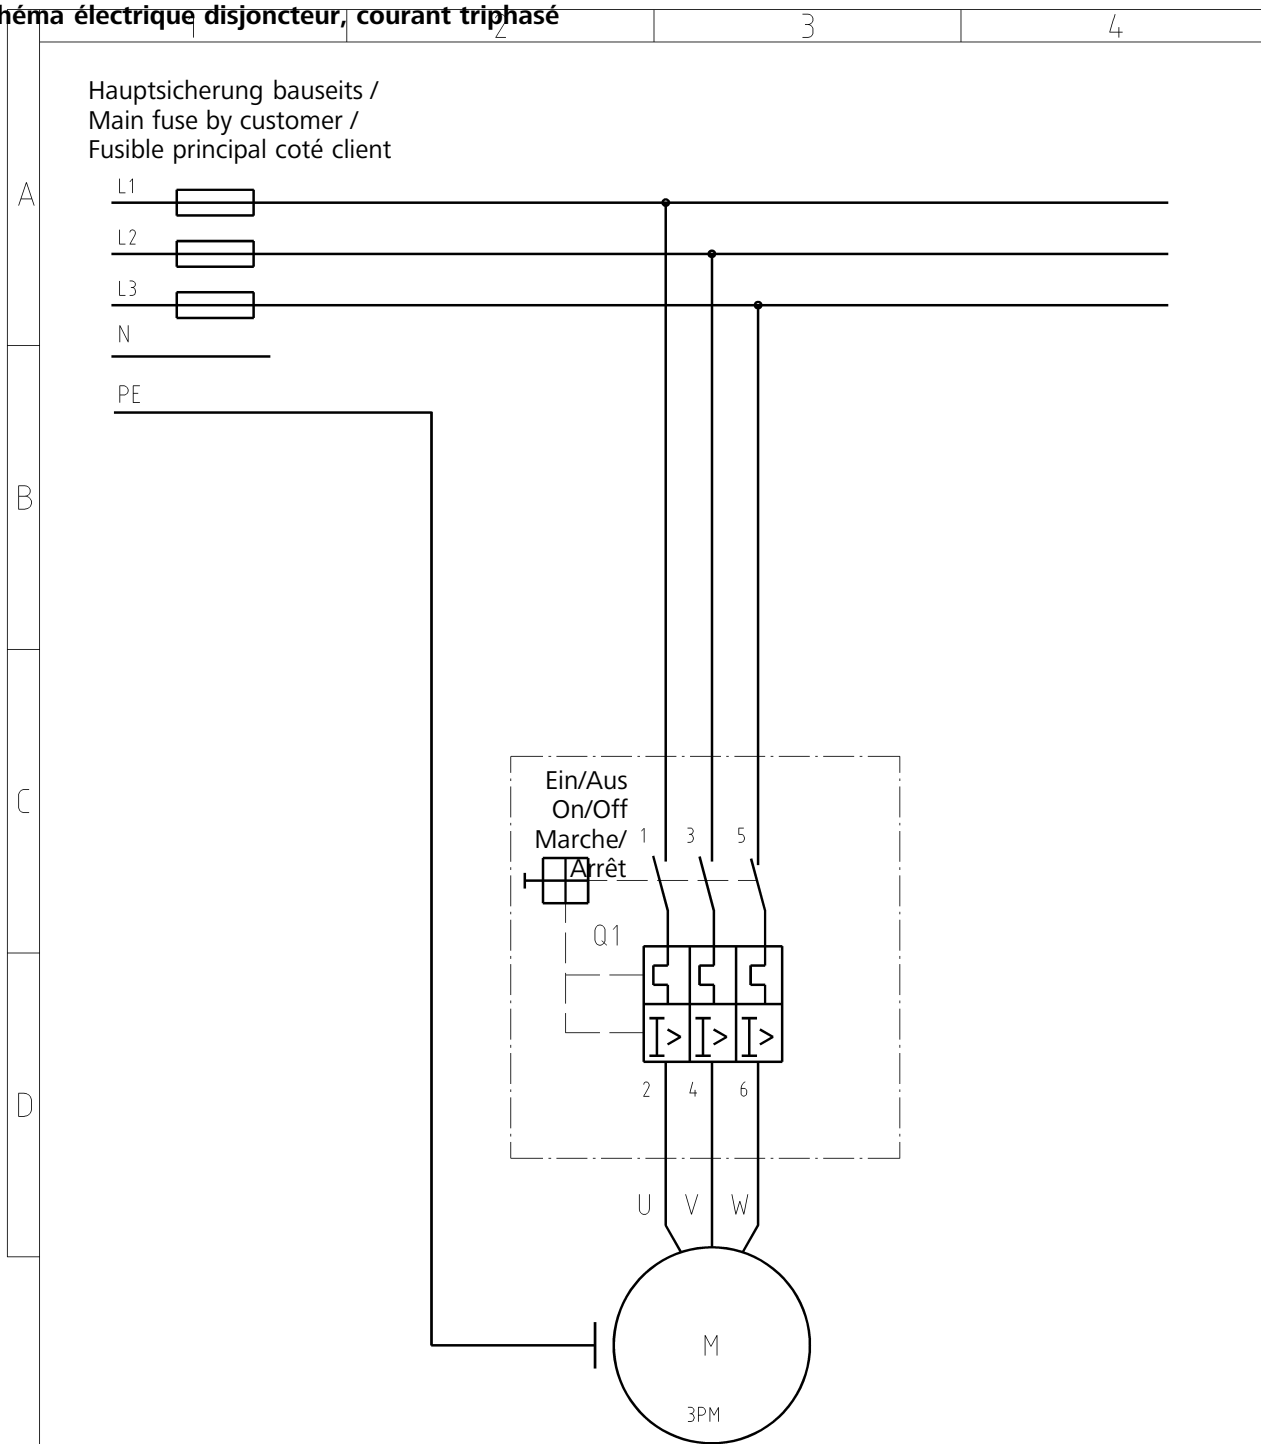 héma électrique disjoncteur, courant triphasé
1 2 3 4
Hauptsicherung bauseits /
Main fuse by customer /
Fusible principal coté client
A
L1
L2
L3
N
PE
B
C
Ein/Aus
On/Off
Marche/
Arrêt
1 3 5
Q1
I> I> I>
2 4 6
D
U V W
M
3PM